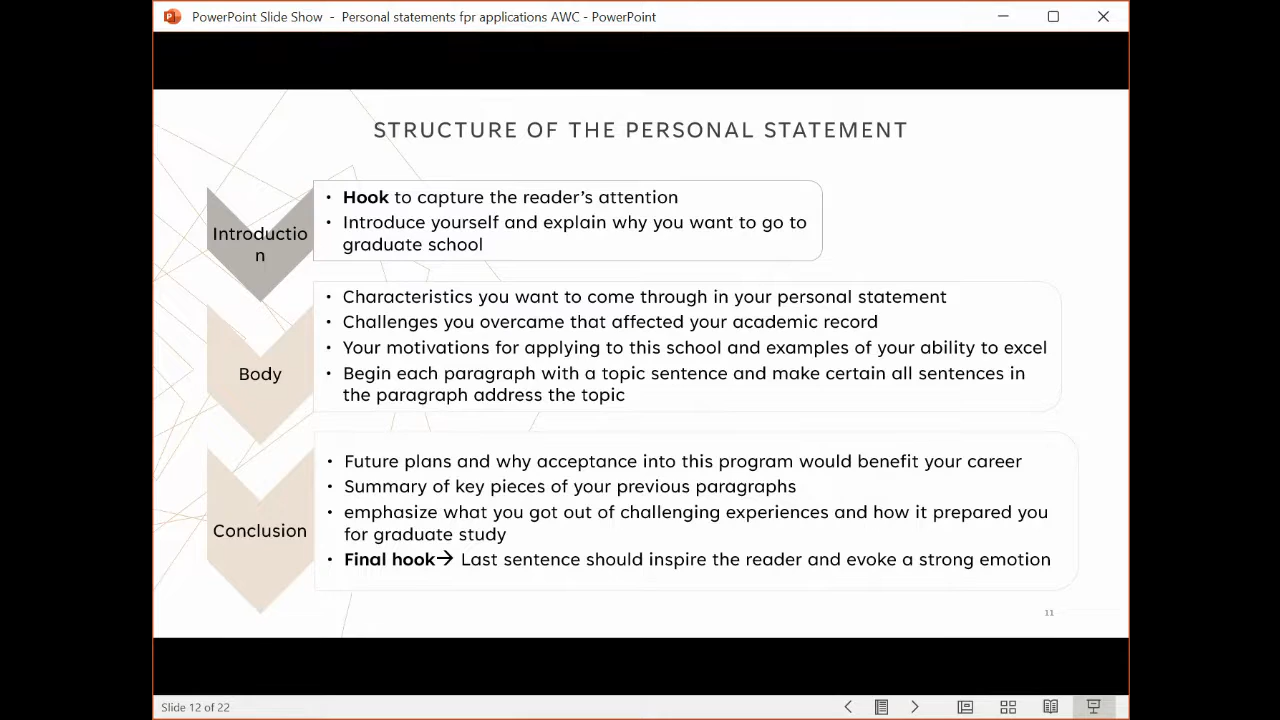 PowerPoint Slide Show - Personal statements fpr applications AWC - PowerPoint
STRUCTURE OF THE PERSONAL STATEMENT
Introductio
n
• Hook to capture the reader's attention
• Introduce yourself and explain why you want to go to
graduate school
Body
• Characteristics you want to come through in your personal statement
• Challenges you overcame that affected your academic record
• Your motivations for applying to this school and examples of your ability to excel
• Begin each paragraph with a topic sentence and make certain all sentences in
the paragraph address the topic
Conclusion
• Future plans and why acceptance into this program would benefit your career
• Summary of key pieces of your previous paragraphs
• emphasize what you got out of challenging experiences and how it prepared you
for graduate study
• Final hook→ Last sentence should inspire the reader and evoke a strong emotion
11
Slide 12 of 22